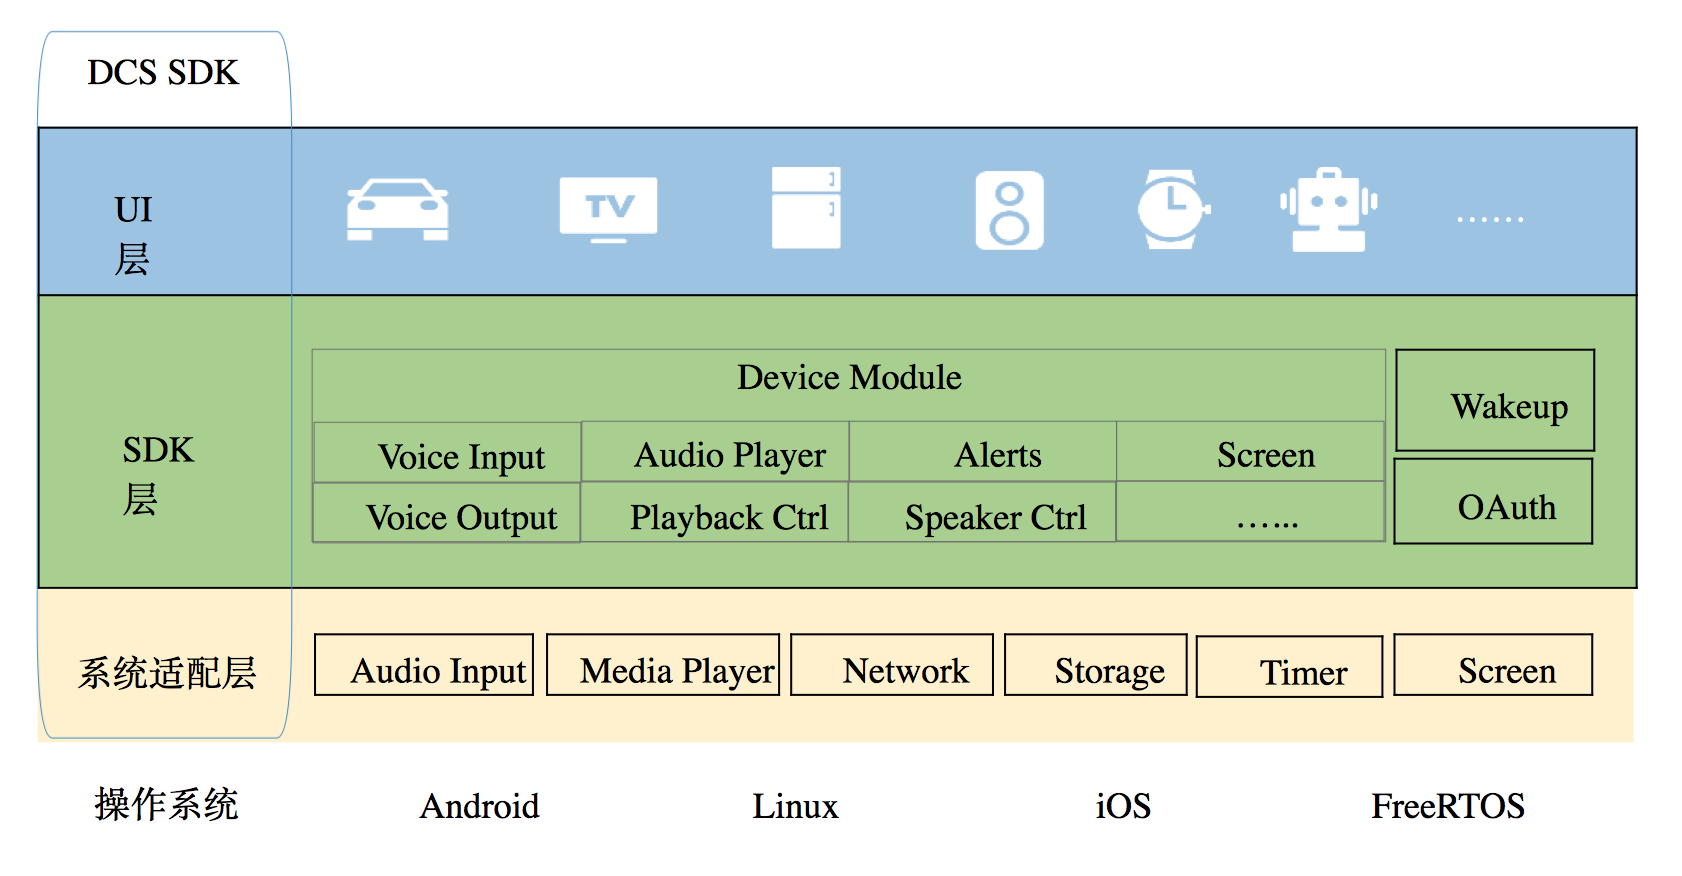 DCS SDK
UI
层
TV
......
SDK
层
Device Module
Voice Input
Audio Player
Alerts
Screen
Voice Output
Playback Ctrl
Speaker Ctrl
…...
Wakeup
OAuth
系统适配层
Audio Input
Media Player
Network
Storage
Timer
Screen
操作系统
Android
Linux
iOS
FreeRTOS